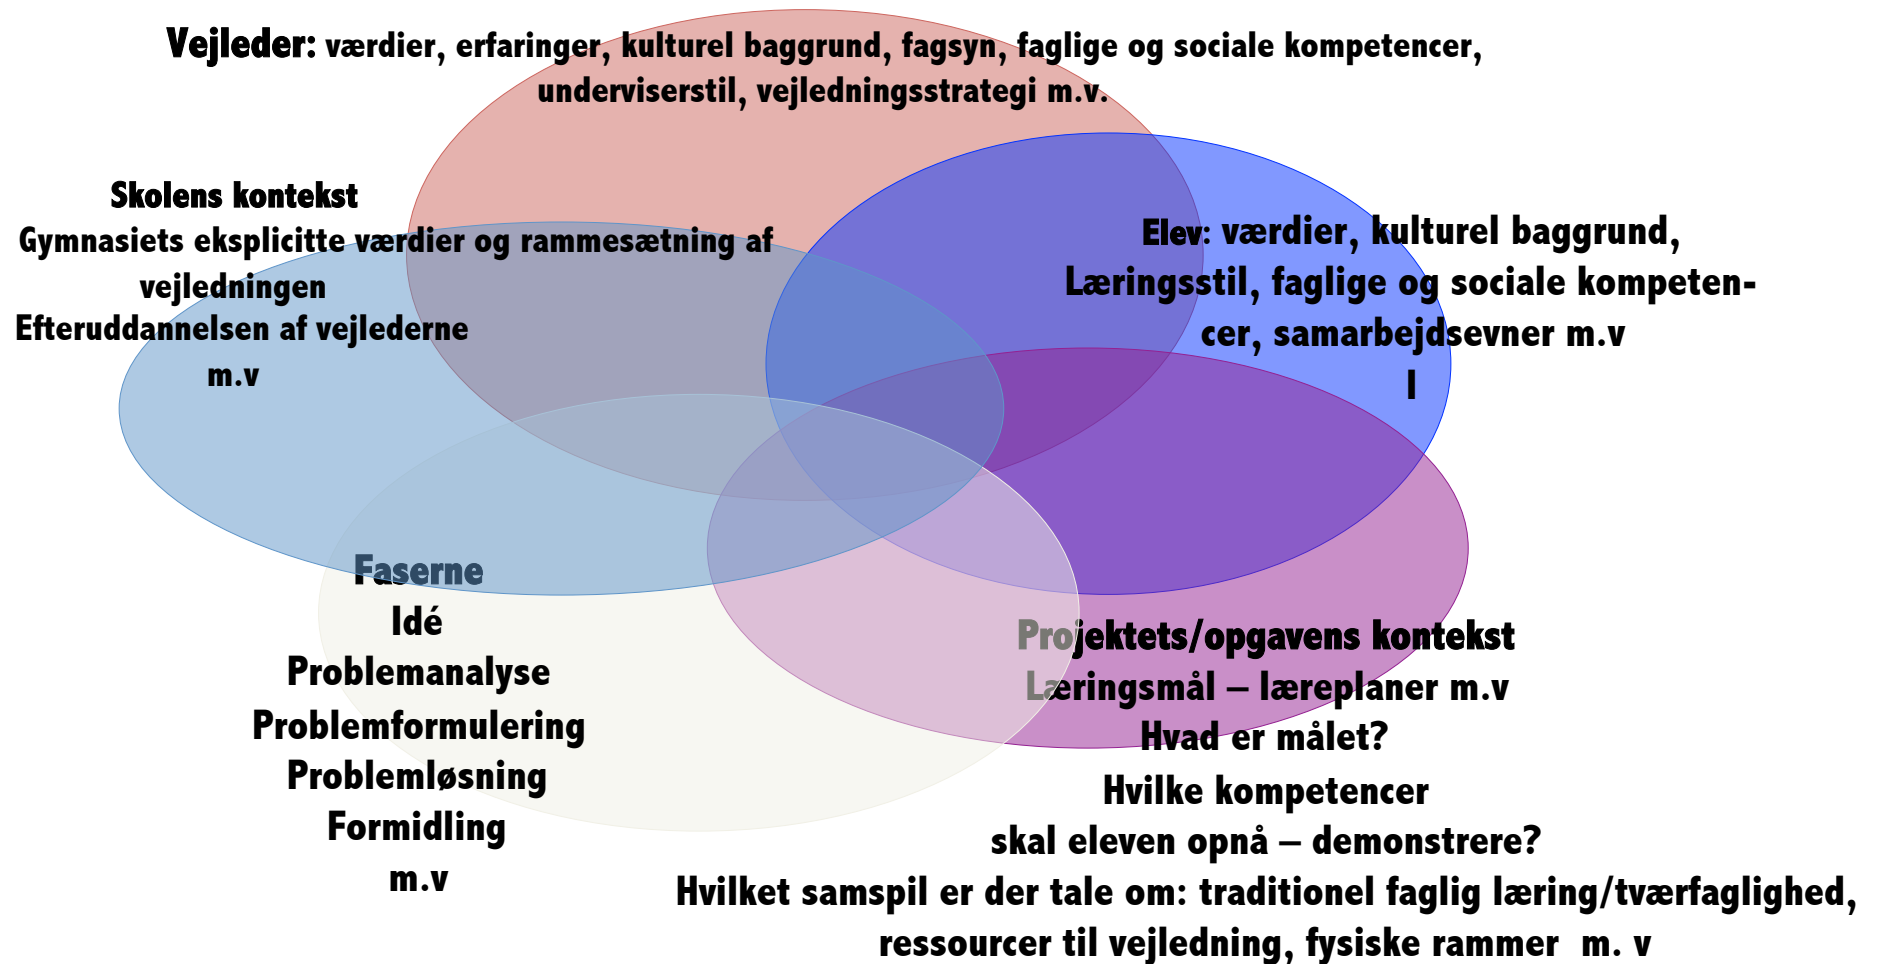 Vejleder: værdier, erfaringer, kulturel baggrund, fagsyn, faglige og sociale kompetencer,
underviserstil, vejledningsstrategi m.v.
Skolens kontekst
Gymnasiets eksplicitte værdier og rammesætning af
vejledningen
Efteruddannelsen af vejlederne
m.v
Elev: værdier, kulturel baggrund,
Læringsstil, faglige og sociale kompeten-
cer, samarbejdsevner m.v
I
Faserne
Idé
Problemanalyse
Problemformulering
Problemløsning
Formidling
m.v
Projektets/opgavens kontekst
Læringsmål – læreplaner m.v
Hvad er målet?
Hvilke kompetencer
skal eleven opnå – demonstrere?
Hvilket samspil er der tale om: traditionel faglig læring/tværfaglighed,
ressourcer til vejledning, fysiske rammer  m. v